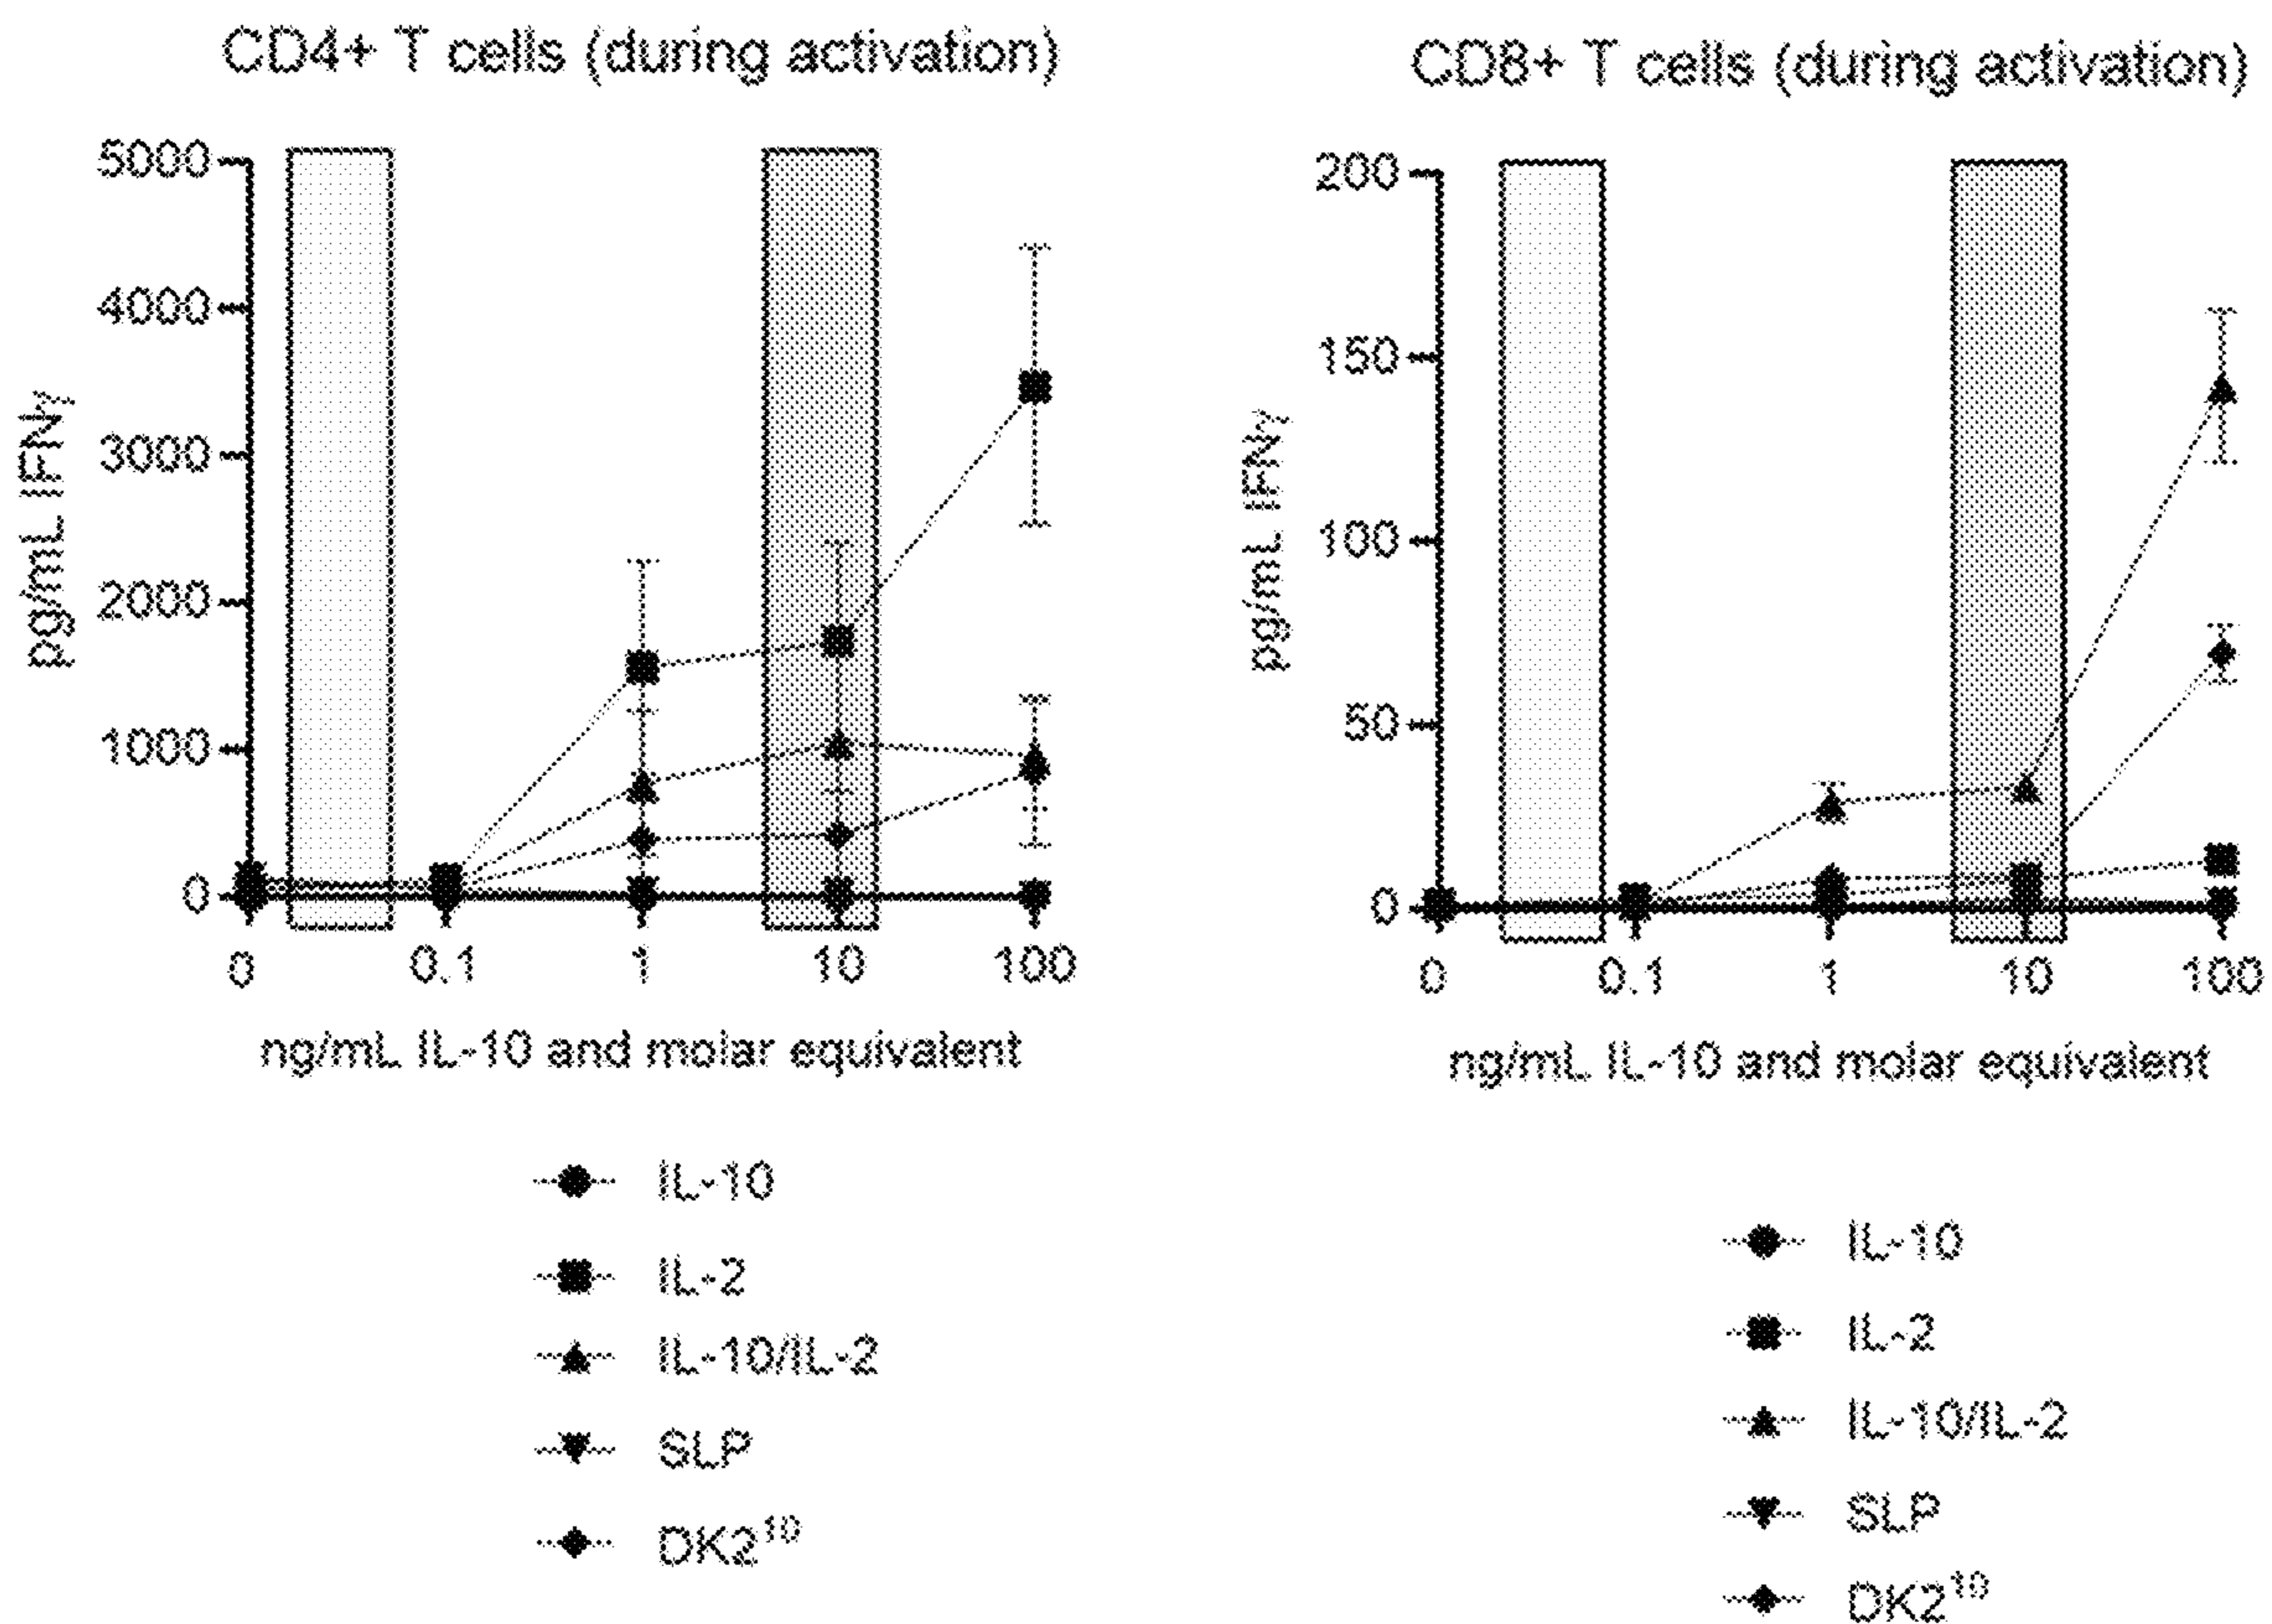 CD4+ T cells (during activation)
5000
4000
3000
2000
1000
0
pg/mL IFNγ
0 0.1 1 10 100
ng/mL IL-10 and molar equivalent
IL-10
IL-2
IL-10/IL-2
SLP
DK2¹⁰
CD8+ T cells (during activation)
200
150
100
50
0
pg/mL IFNγ
0 0.1 1 10 100
ng/mL IL-10 and molar equivalent
IL-10
IL-2
IL-10/IL-2
SLP
DK2¹⁰